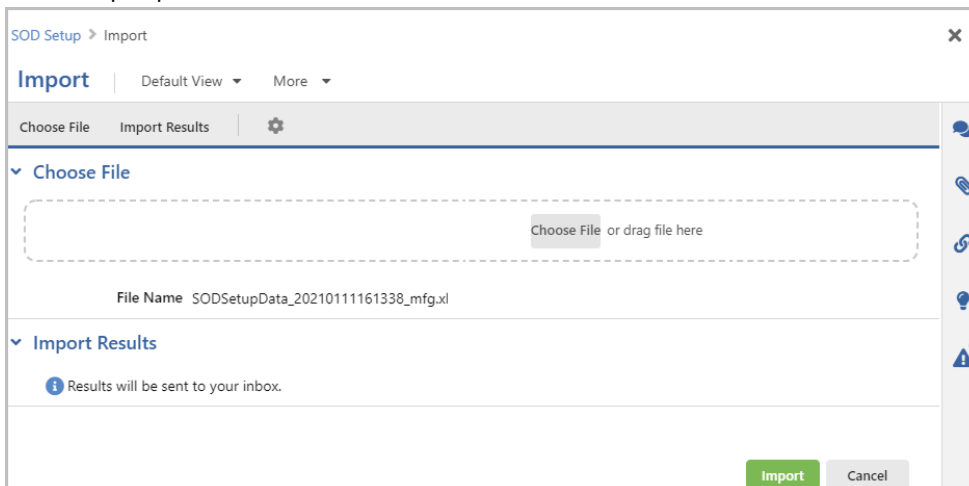 SOD Setup > Import
Import Default View More
Choose File Import Results
Choose File
Choose File or drag file here
File Name SODSetupData_20210111161338_mfg.xl
Import Results
Results will be sent to your inbox.
Import Cancel